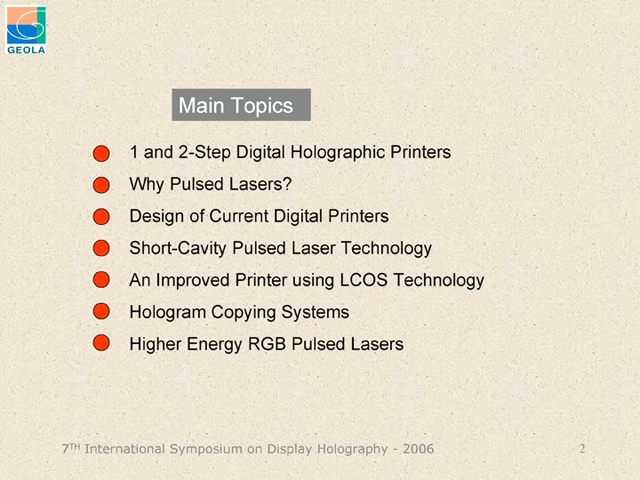 GEOLA
Main Topics
1 and 2-Step Digital Holographic Printers
Why Pulsed Lasers?
Design of Current Digital Printers
Short-Cavity Pulsed Laser Technology
An Improved Printer using LCOS Technology
Hologram Copying Systems
Higher Energy RGB Pulsed Lasers
7TH International Symposium on Display Holography - 2006 2